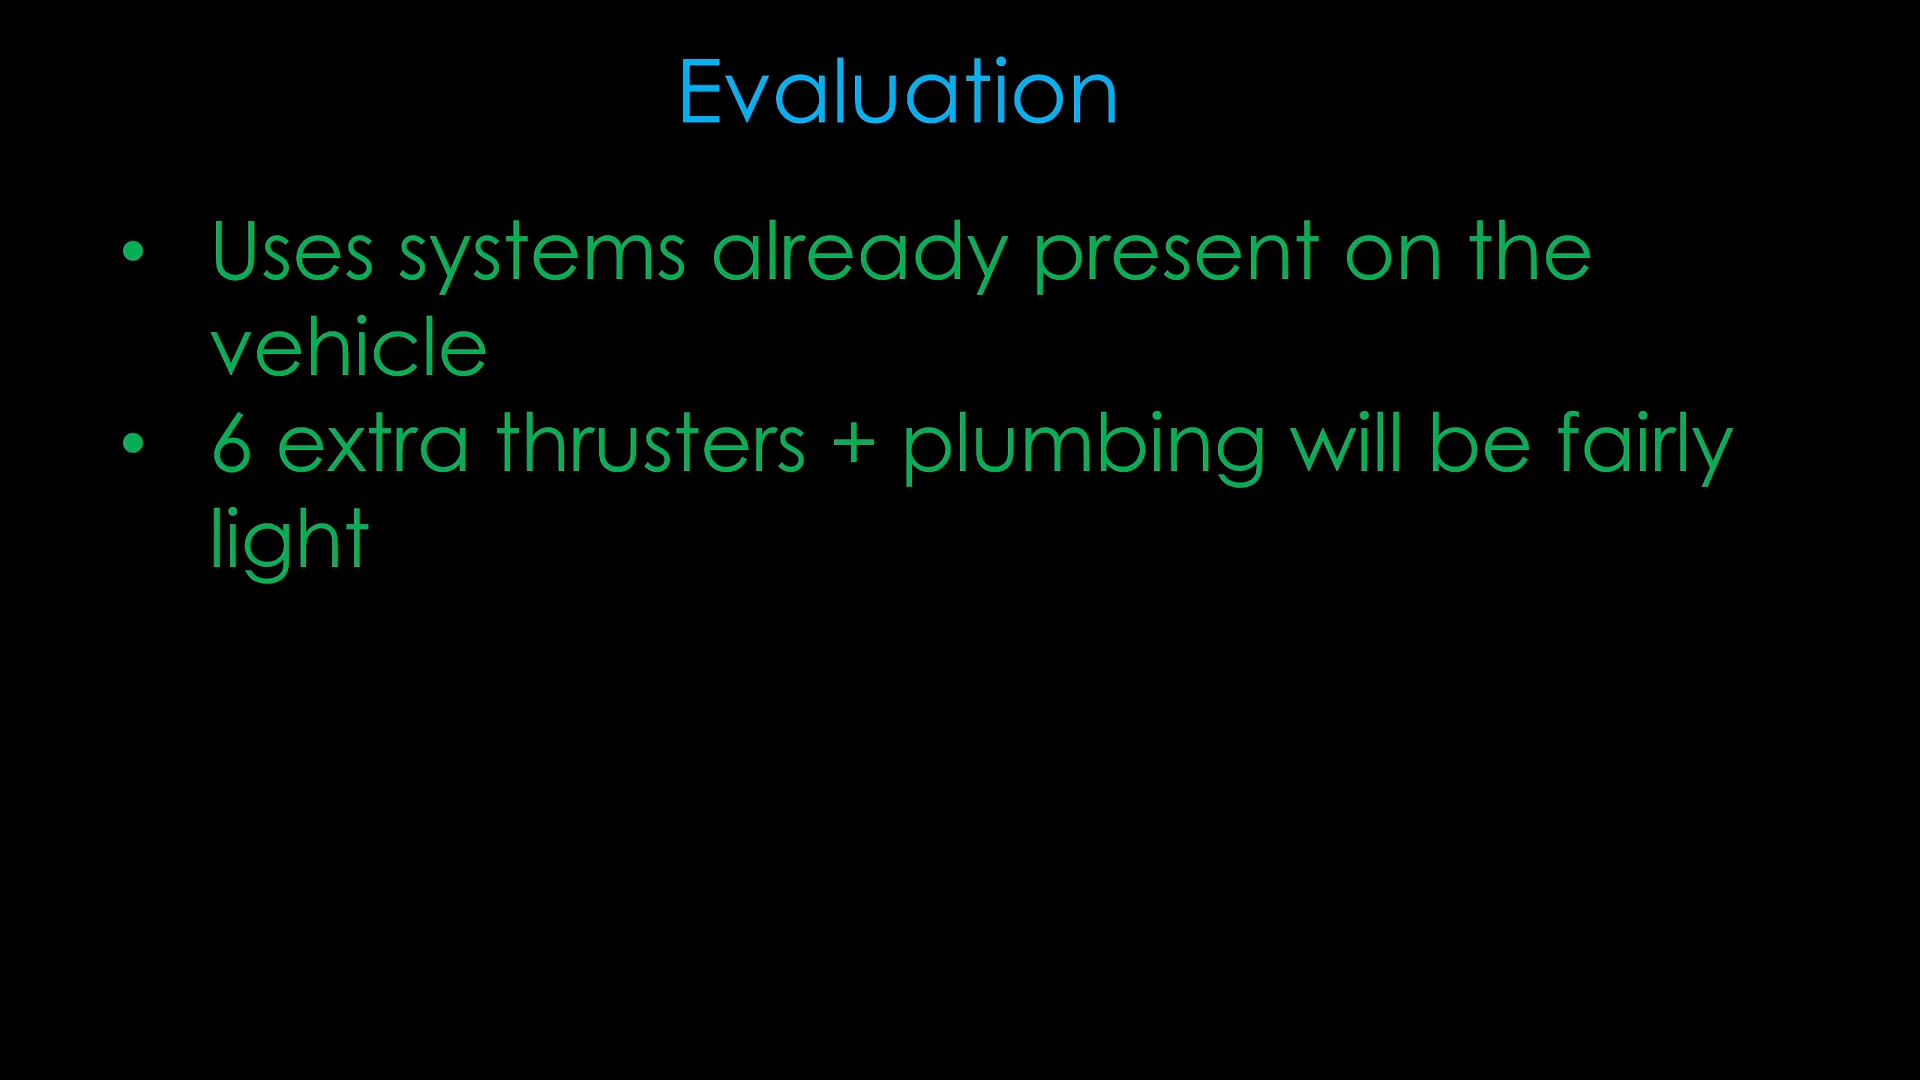 Evaluation
• Uses systems already present on the
vehicle
• 6 extra thrusters + plumbing will be fairly
light